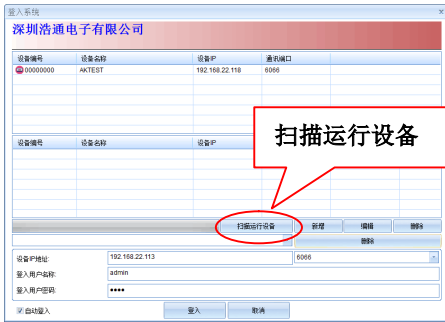 登入系统
深圳浩通电子有限公司
设备编号 设备名称 设备IP 通讯端口
00000000 AKTEST 192.168.22.118 6066
扫描运行设备
设备编号 设备名称 设备IP
扫描运行设备 新增 编辑 删除
删除
设备IP地址: 192.168.22.113 6066
登入用户名称: admin
登入用户密码: ••••
自动登入 登入 取消